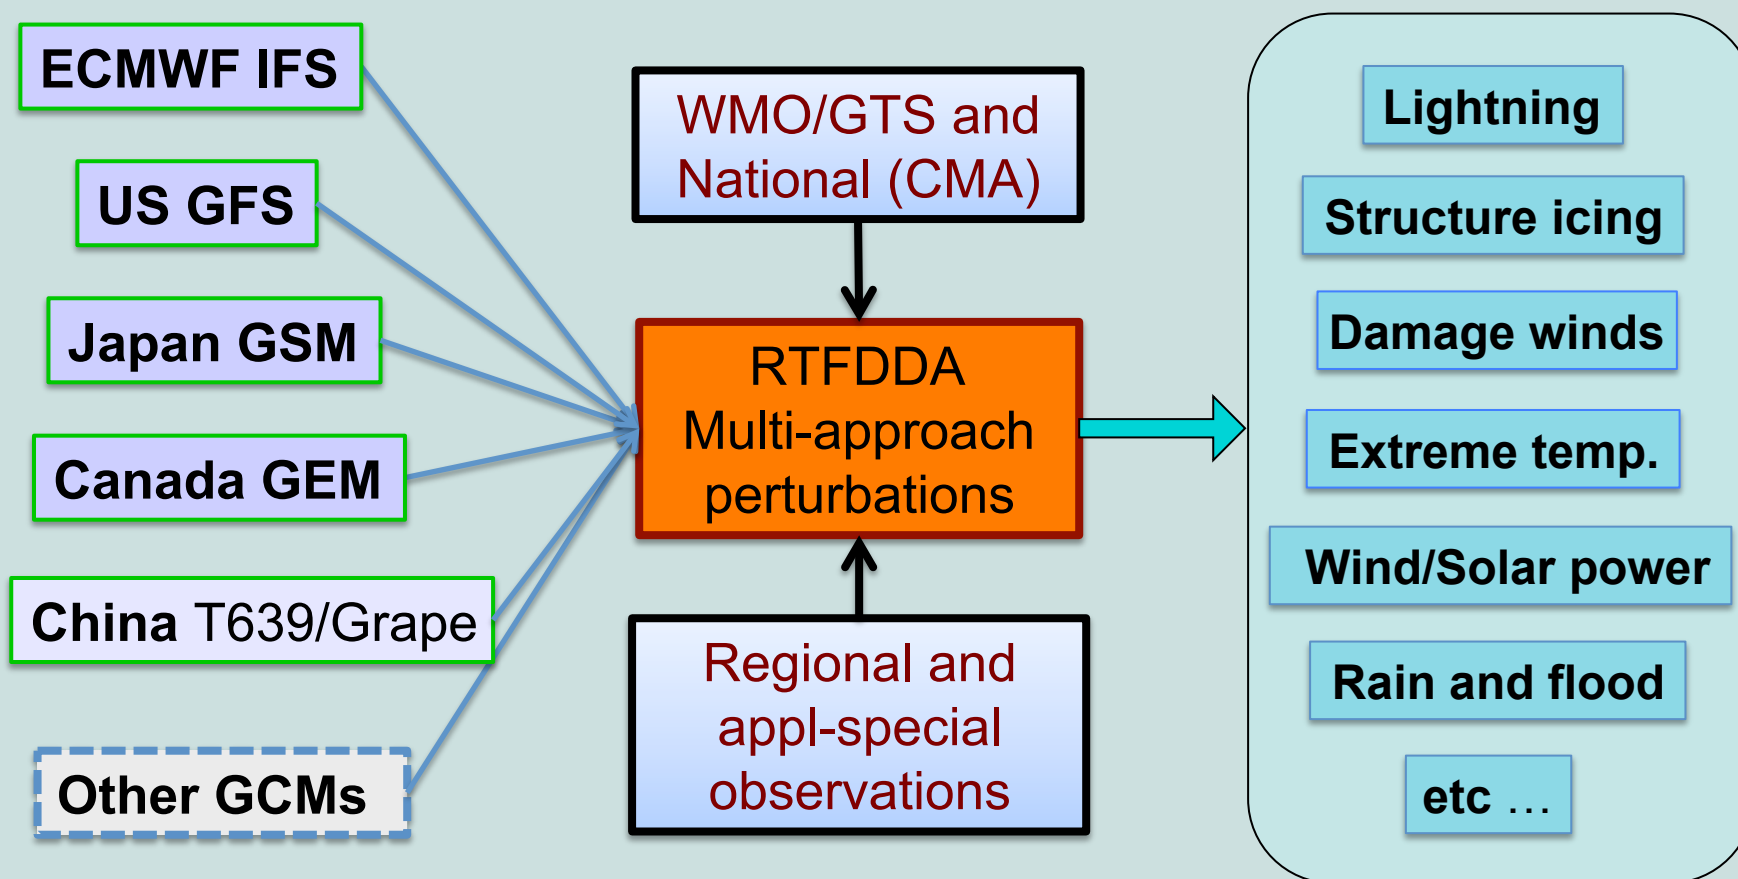 ECMWF IFS
US GFS
Japan GSM
Canada GEM
China T639/Grape
Other GCMs
WMO/GTS and
National (CMA)
RTFDDA
Multi-approach
perturbations
Regional and
appl-special
observations
Lightning
Structure icing
Damage winds
Extreme temp.
Wind/Solar power
Rain and flood
etc ...